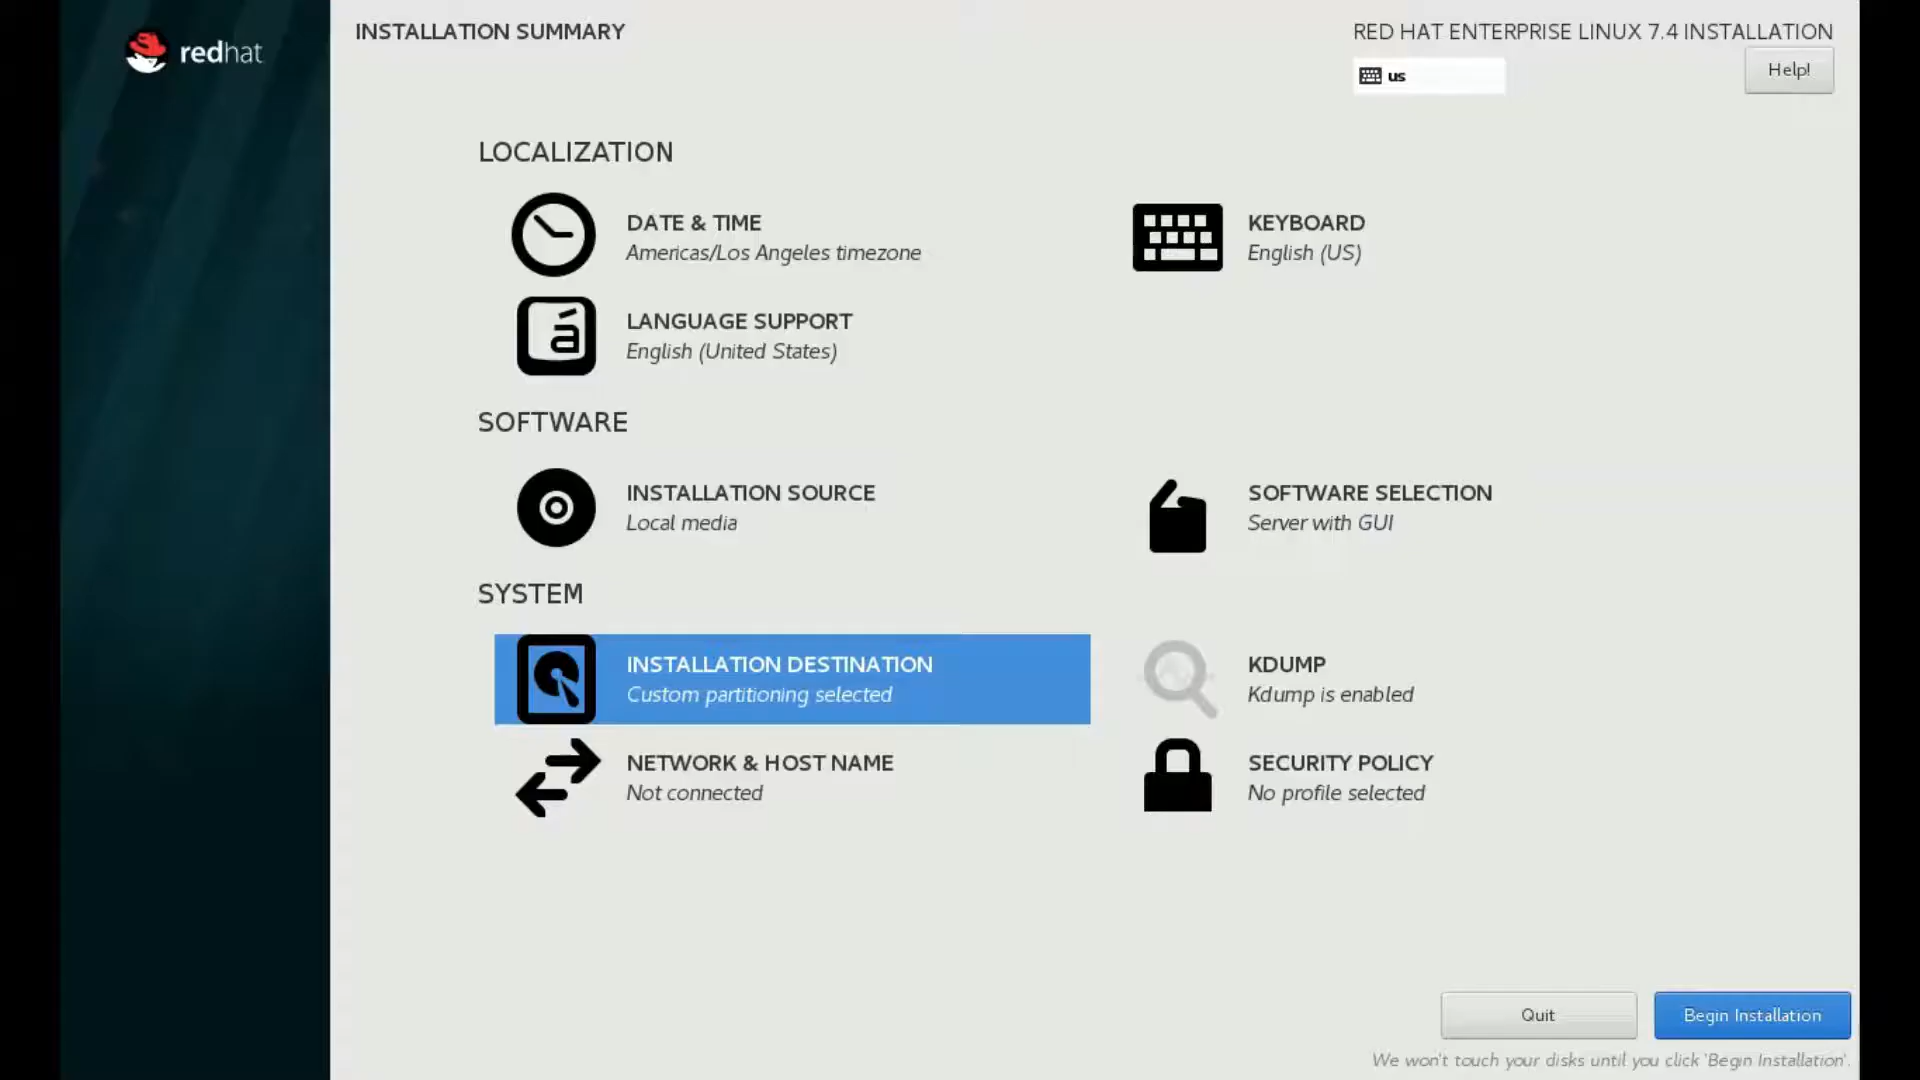 redhat
INSTALLATION SUMMARY
RED HAT ENTERPRISE LINUX 7.4 INSTALLATION
us
Help!
LOCALIZATION
DATE & TIME
Americas/Los Angeles timezone
KEYBOARD
English (US)
á
LANGUAGE SUPPORT
English (United States)
SOFTWARE
INSTALLATION SOURCE
Local media
SOFTWARE SELECTION
Server with GUI
SYSTEM
INSTALLATION DESTINATION
Custom partitioning selected
KDUMP
Kdump is enabled
NETWORK & HOST NAME
Not connected
SECURITY POLICY
No profile selected
Quit
Begin Installation
We won't touch your disks until you click 'Begin Installation'.